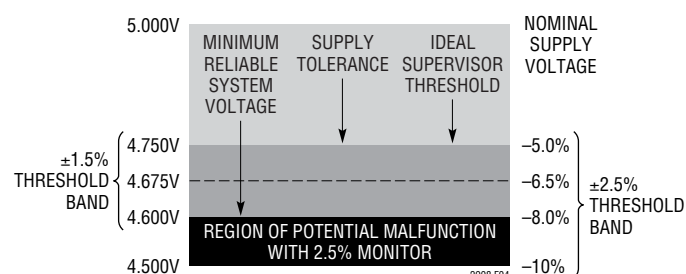 5.000V
NOMINAL
SUPPLY
VOLTAGE
MINIMUM
RELIABLE
SYSTEM
VOLTAGE
SUPPLY
TOLERANCE
IDEAL
SUPERVISOR
THRESHOLD
±1.5%
THRESHOLD
BAND
4.750V
4.675V
4.600V
4.500V
–5.0%
–6.5%
–8.0%
–10%
±2.5%
THRESHOLD
BAND
REGION OF POTENTIAL MALFUNCTION
WITH 2.5% MONITOR